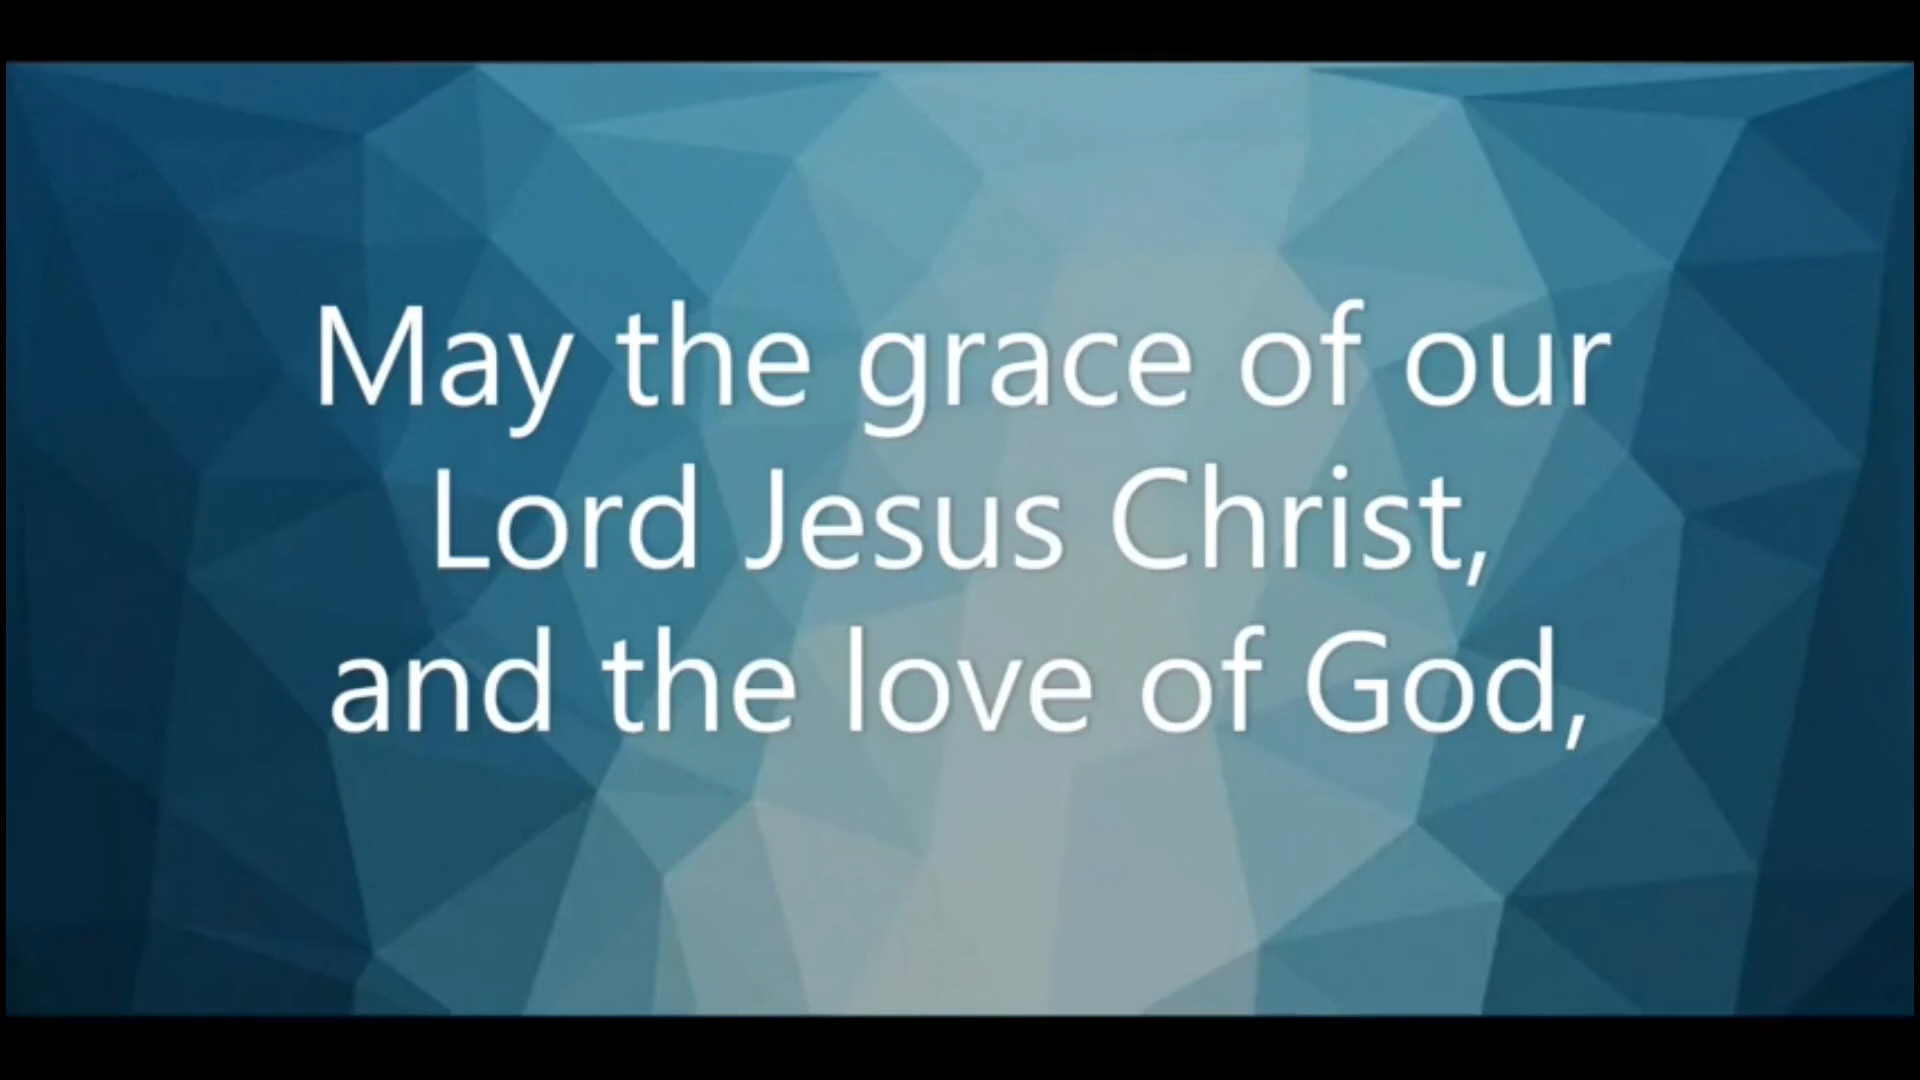 May the grace of our
Lord Jesus Christ,
and the love of God,